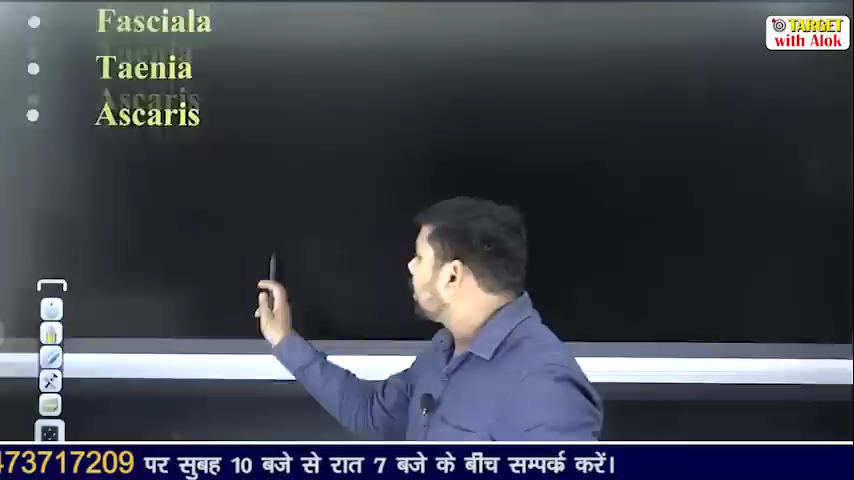 • Fasciala
• Taenia
• Ascaris
TARGET
with Alok
473717209 पर सुबह 10 बजे से रात 7 बजे के बीच सम्पर्क करें।